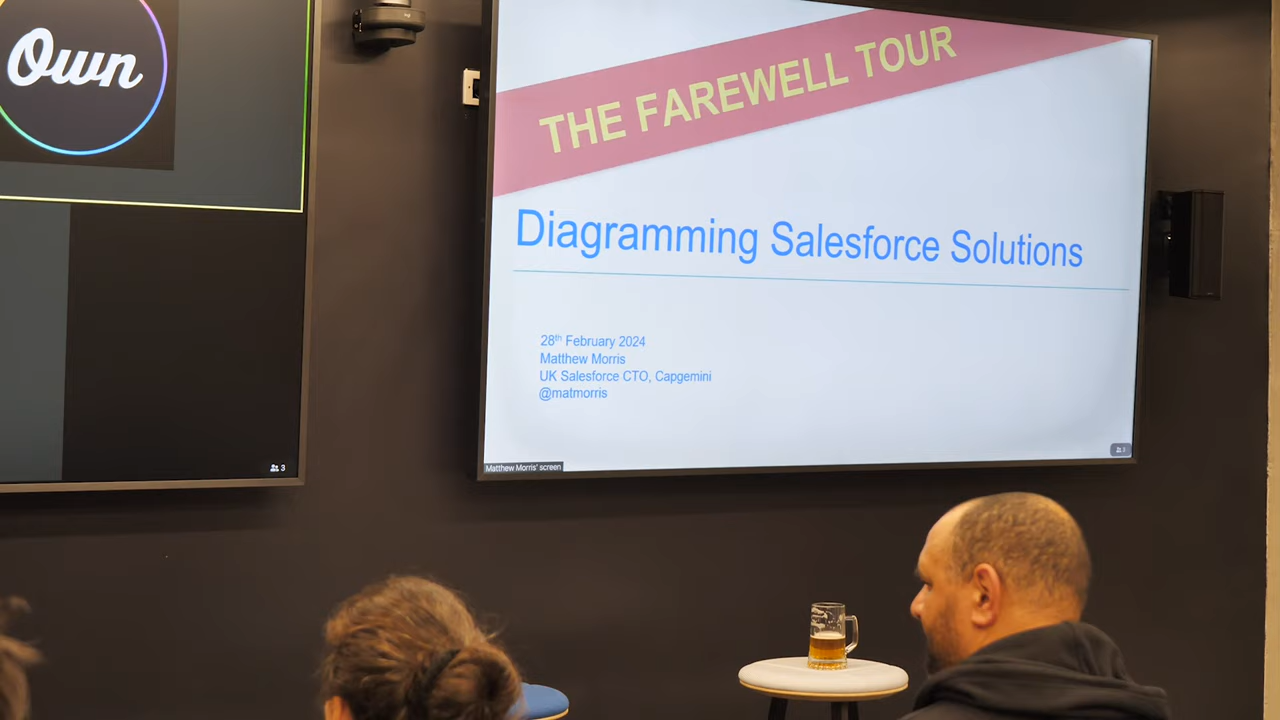 Own
3
THE FAREWELL TOUR
Diagramming Salesforce Solutions
28th February 2024
Matthew Morris
UK Salesforce CTO, Capgemini
@matmorris
Matthew Morris' screen